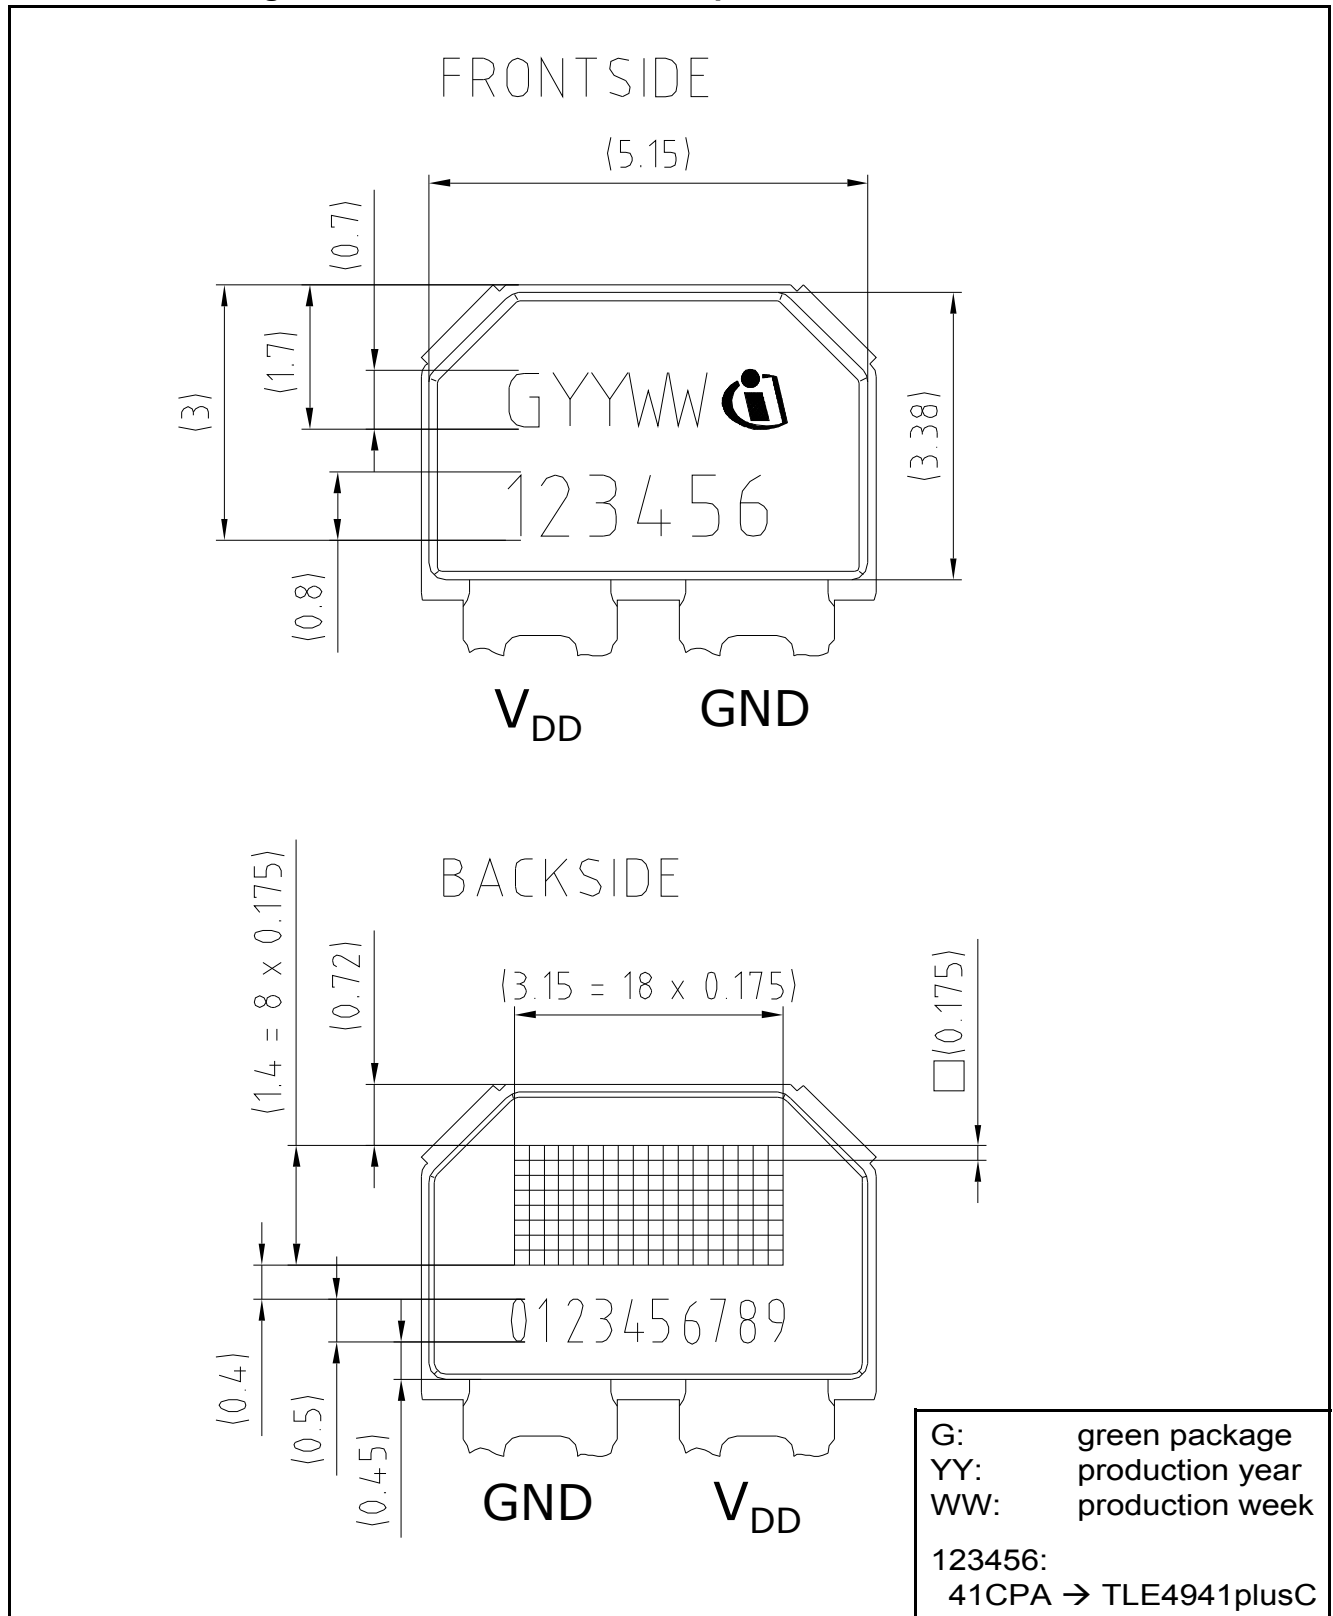 FRONTSIDE
(5.15)
(0.7)
(1.7)
(3)
(3.38)
GYYWW
123456
(0.8)
VDD GND
BACKSIDE
(1.4 = 8 x 0.175)
(0.72)
(3.15 = 18 x 0.175)
□(0.175)
0123456789
(0.4)
(0.5)
(0.45)
GND VDD
G: green package
YY: production year
WW: production week
123456:
41CPA → TLE4941plusC